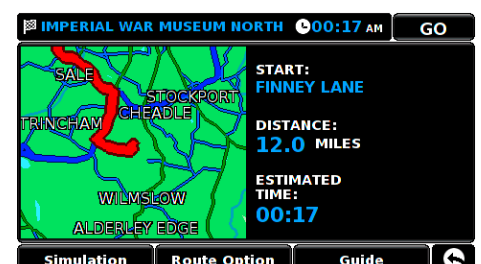 IMPERIAL WAR MUSEUM NORTH 00:17 AM GO
SALE
STOCKPORT
CHEADLE
TRINCHAM
WILMSLOW
ALDERLEY EDGE
START:
FINNEY LANE
DISTANCE:
12.0 MILES
ESTIMATED
TIME:
00:17
Simulation Route Option Guide